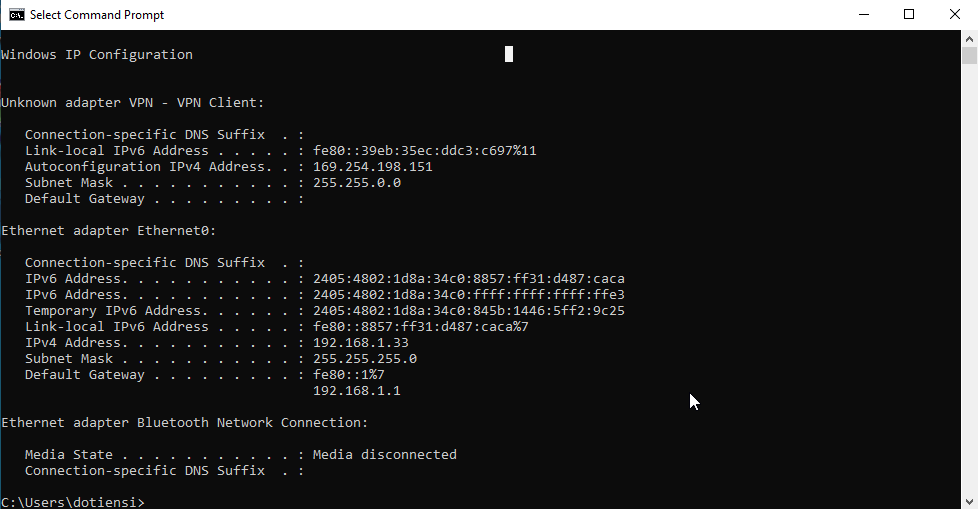 Select Command Prompt
Windows IP Configuration
Unknown adapter VPN - VPN Client:
Connection-specific DNS Suffix  . :
Link-local IPv6 Address . . . . . : fe80::39eb:35ec:ddc3:c697%11
Autoconfiguration IPv4 Address. . : 169.254.198.151
Subnet Mask . . . . . . . . . . . : 255.255.0.0
Default Gateway . . . . . . . . . :
Ethernet adapter Ethernet0:
Connection-specific DNS Suffix  . :
IPv6 Address. . . . . . . . . . . : 2405:4802:1d8a:34c0:8857:ff31:d487:caca
IPv6 Address. . . . . . . . . . . : 2405:4802:1d8a:34c0:ffff:ffff:ffff:ffe3
Temporary IPv6 Address. . . . . . : 2405:4802:1d8a:34c0:845b:1446:5ff2:9c25
Link-local IPv6 Address . . . . . : fe80::8857:ff31:d487:caca%7
IPv4 Address. . . . . . . . . . . : 192.168.1.33
Subnet Mask . . . . . . . . . . . : 255.255.255.0
Default Gateway . . . . . . . . . : fe80::1%7
192.168.1.1
Ethernet adapter Bluetooth Network Connection:
Media State . . . . . . . . . . . : Media disconnected
Connection-specific DNS Suffix  . :
C:\Users\dotiensi>